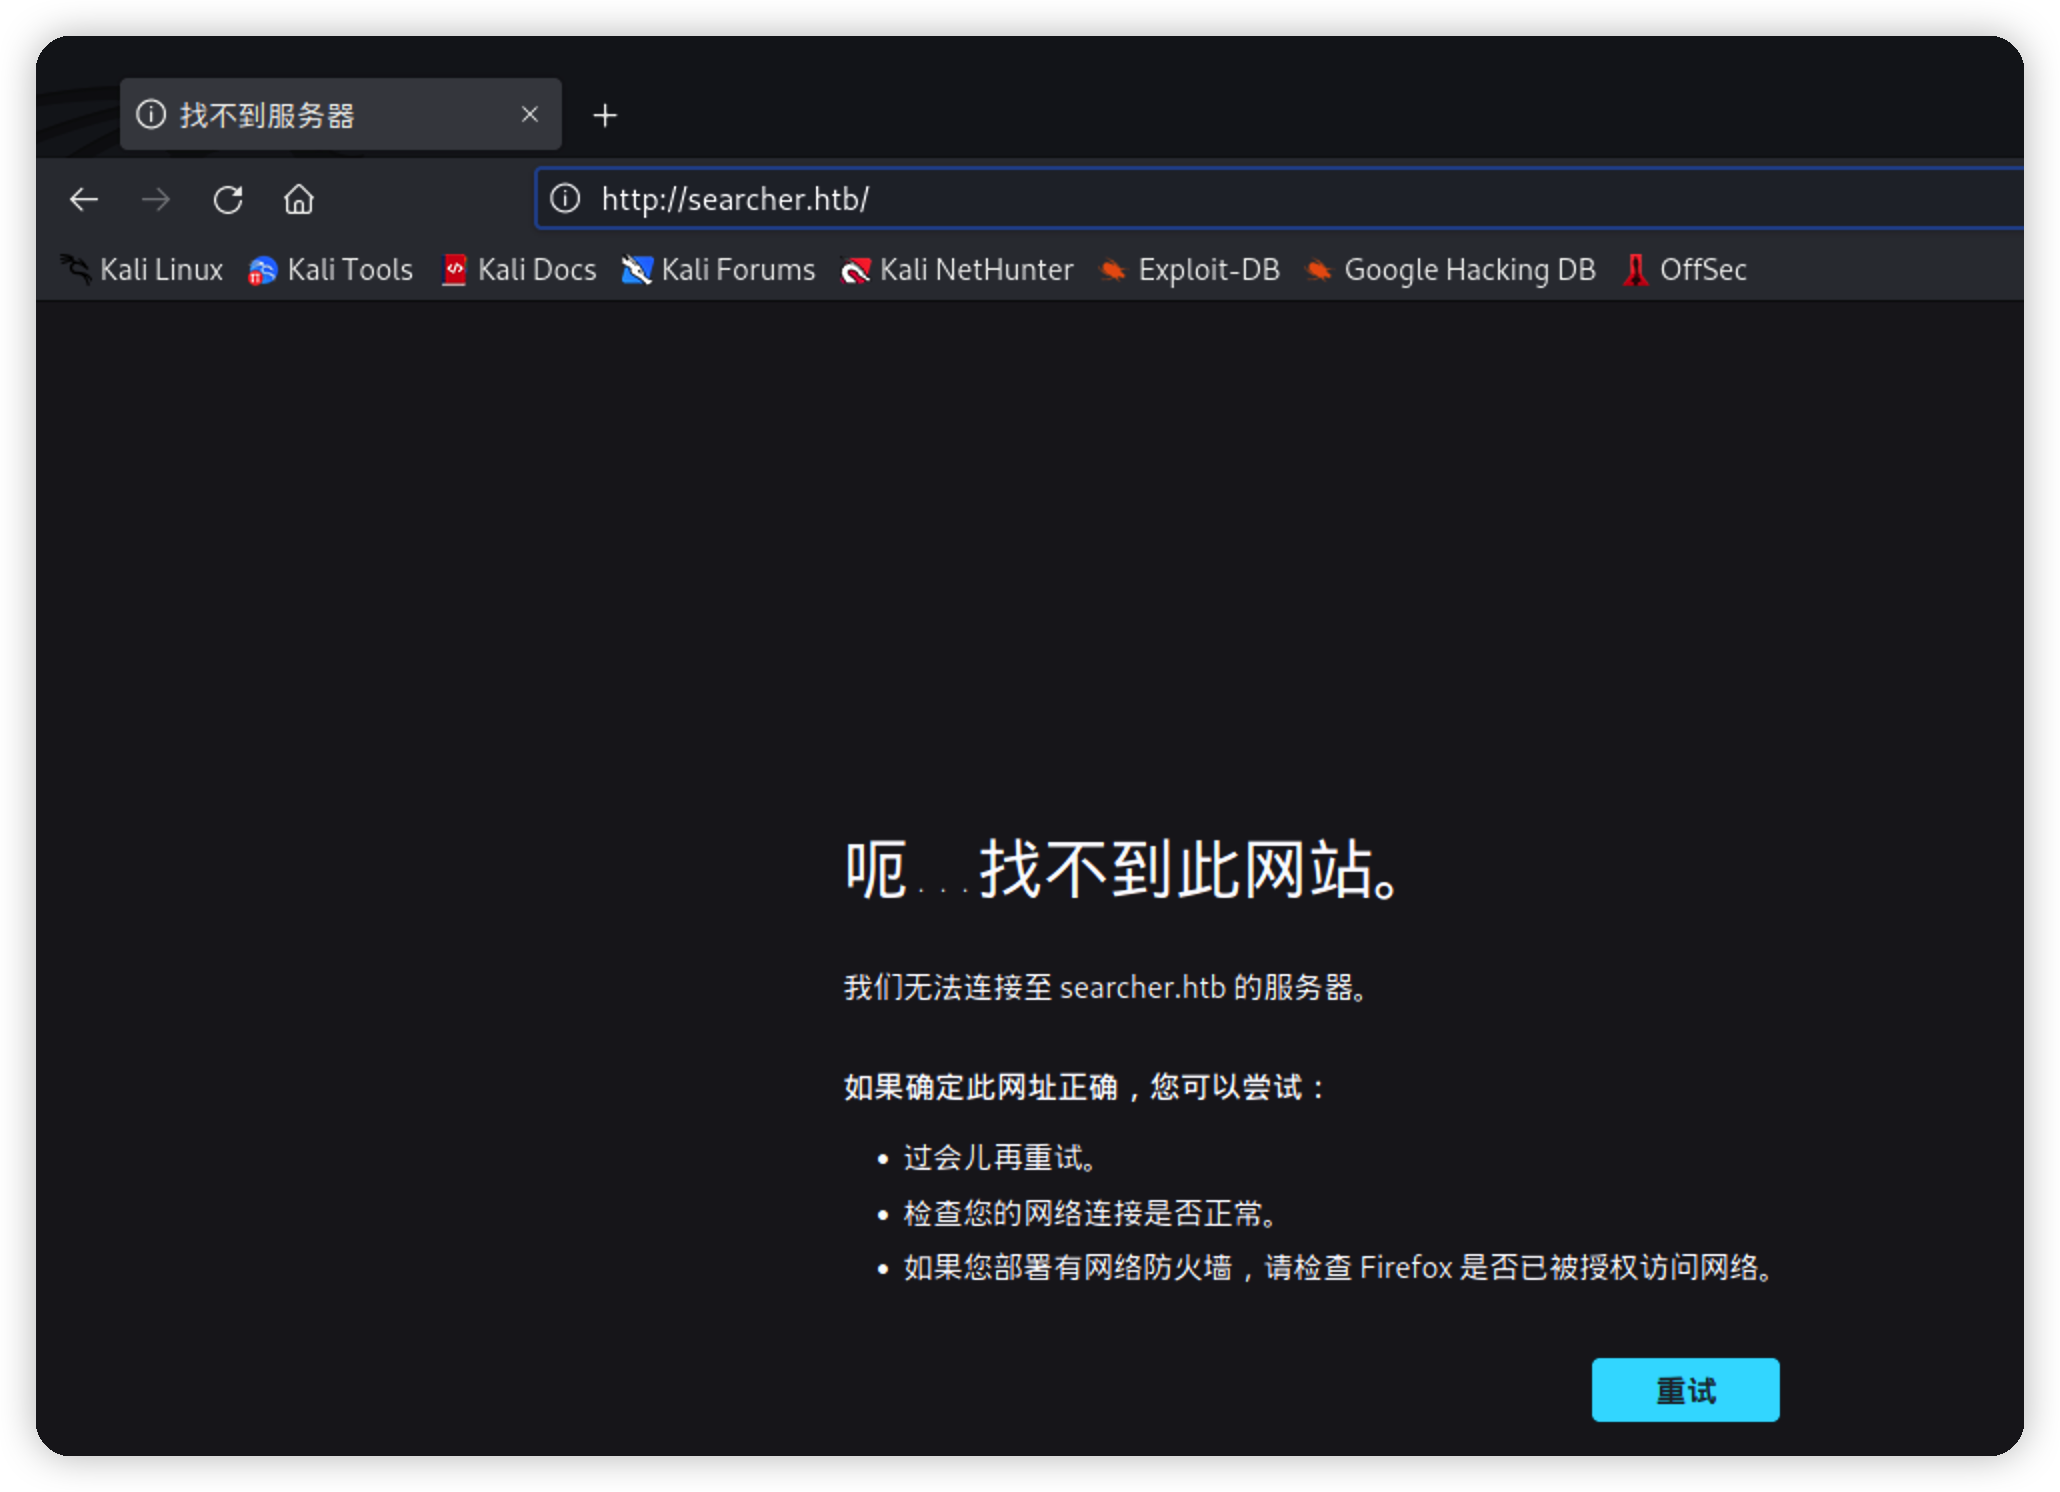 找不到服务器
http://searcher.htb/
Kali Linux Kali Tools Kali Docs Kali Forums Kali NetHunter Exploit-DB Google Hacking DB OffSec
呃...找不到此网站。
我们无法连接至 searcher.htb 的服务器。
如果确定此网址正确，您可以尝试：
• 过会儿再重试。
• 检查您的网络连接是否正常。
• 如果您部署有网络防火墙，请检查 Firefox 是否已被授权访问网络。
重试